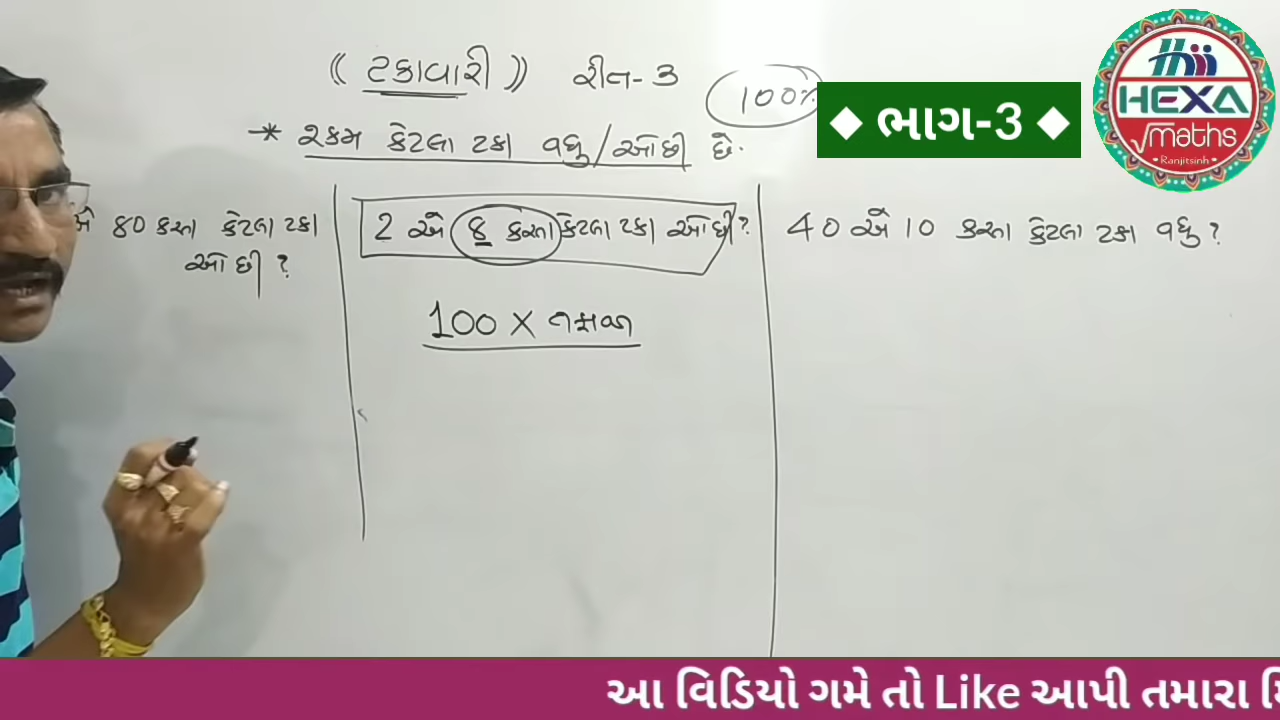 (( ટકાવારી )) રીત-3
100%
◆ ભાગ-3 ◆
HEXA
maths
Ranjitsinh
* રકમ કેટલા ટકા વધુ/ઓછી છે.
એ 80 કરતા કેટલા ટકા
ઓછી ?
2 એ 8 કરતા કેટલા ટકા ઓછી ?
100 X તફાવત
40 એ 10 કરતા કેટલા ટકા વધુ ?
આ વિડિયો ગમે તો Like આપી તમારા